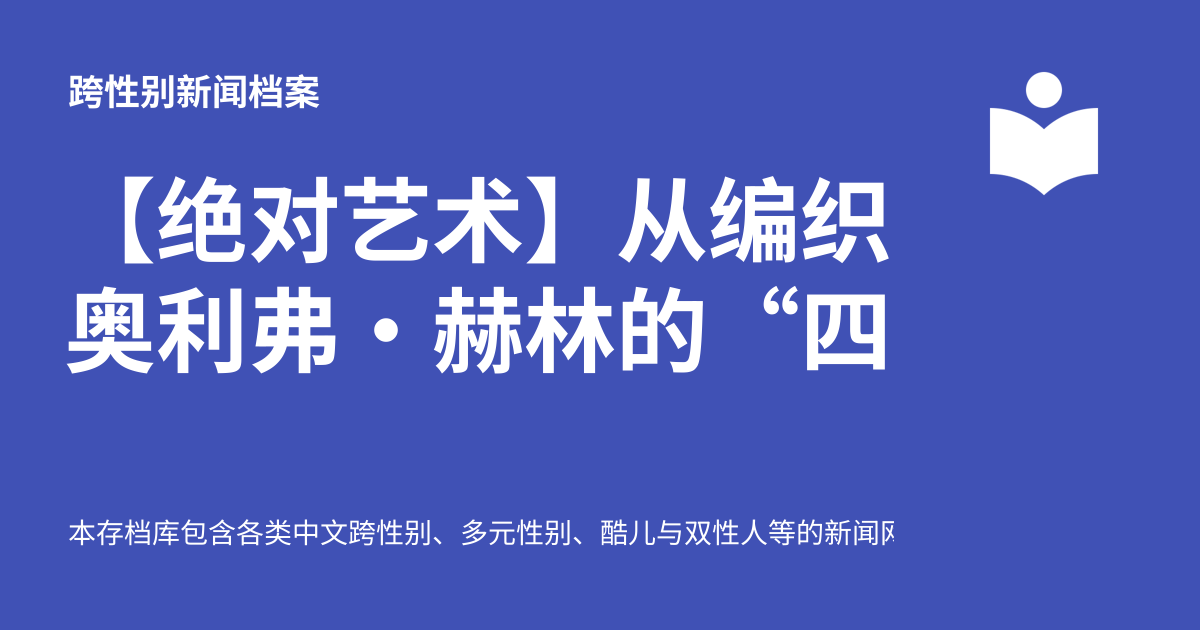 跨性别新闻档案
【绝对艺术】从编织
奥利弗·赫林的“四
本存档库包含各类中文跨性别、多元性别、酷儿与双性人等的新闻